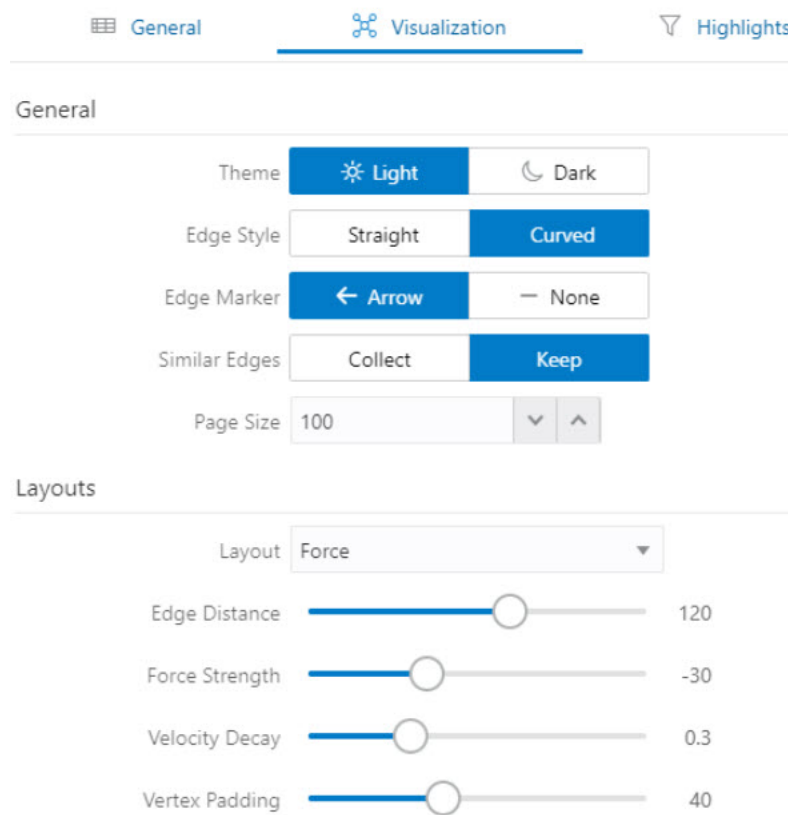 General Visualization Highlights
General
Theme Light Dark
Edge Style Straight Curved
Edge Marker Arrow None
Similar Edges Collect Keep
Page Size 100
Layouts
Layout Force
Edge Distance 120
Force Strength -30
Velocity Decay 0.3
Vertex Padding 40